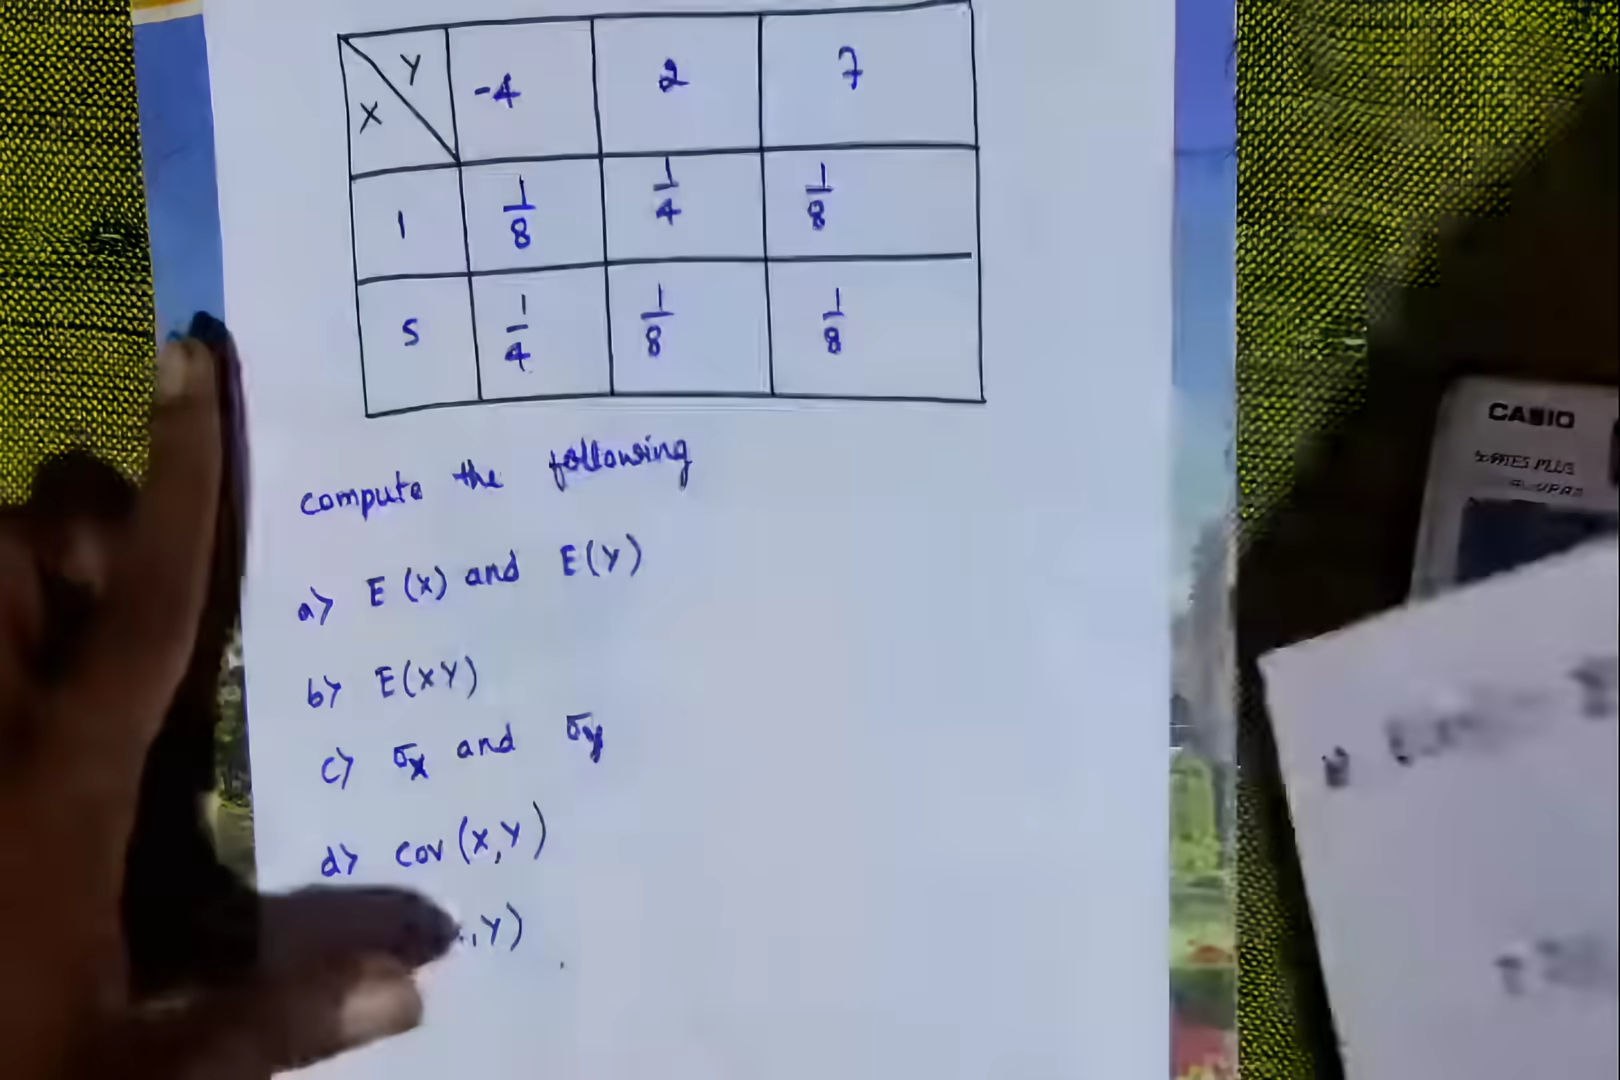 Y
X
-4 2 7
1 1/8 1/4 1/8
5 1/4 1/8 1/8
compute the following
a) E(X) and E(Y)
b) E(XY)
c) σx and σy
d) cov (X,Y)
,Y)
CASIO